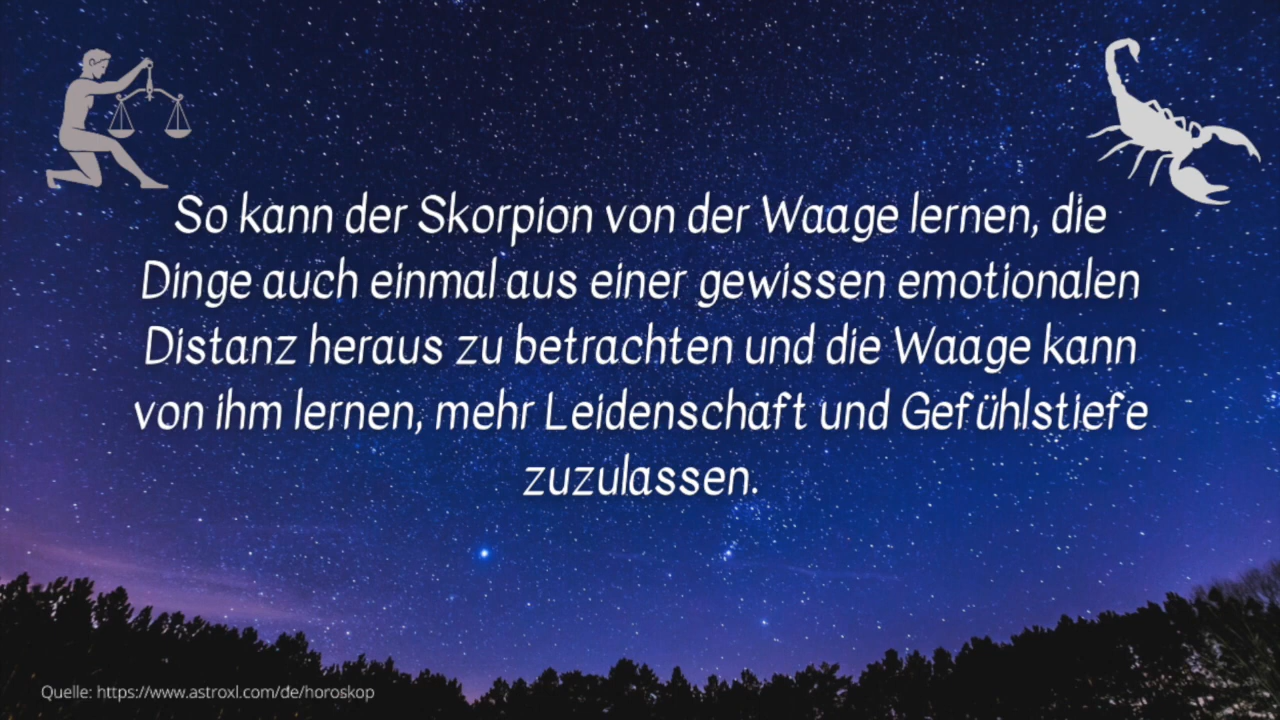 So kann der Skorpion von der Waage lernen, die
Dinge auch einmal aus einer gewissen emotionalen
Distanz heraus zu betrachten und die Waage kann
von ihm lernen, mehr Leidenschaft und Gefühlstiefe
zuzulassen.
Quelle: https://www.astroxl.com/de/horoskop